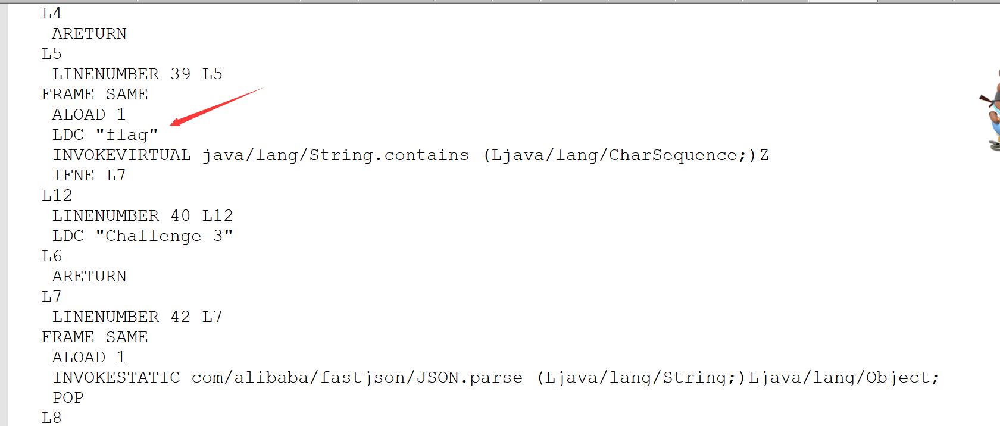 L4
ARETURN
L5
LINENUMBER 39 L5
FRAME SAME
ALOAD 1
LDC "flag"
INVOKEVIRTUAL java/lang/String.contains (Ljava/lang/CharSequence;)Z
IFNE L7
L12
LINENUMBER 40 L12
LDC "Challenge 3"
L6
ARETURN
L7
LINENUMBER 42 L7
FRAME SAME
ALOAD 1
INVOKESTATIC com/alibaba/fastjson/JSON.parse (Ljava/lang/String;)Ljava/lang/Object;
POP
L8